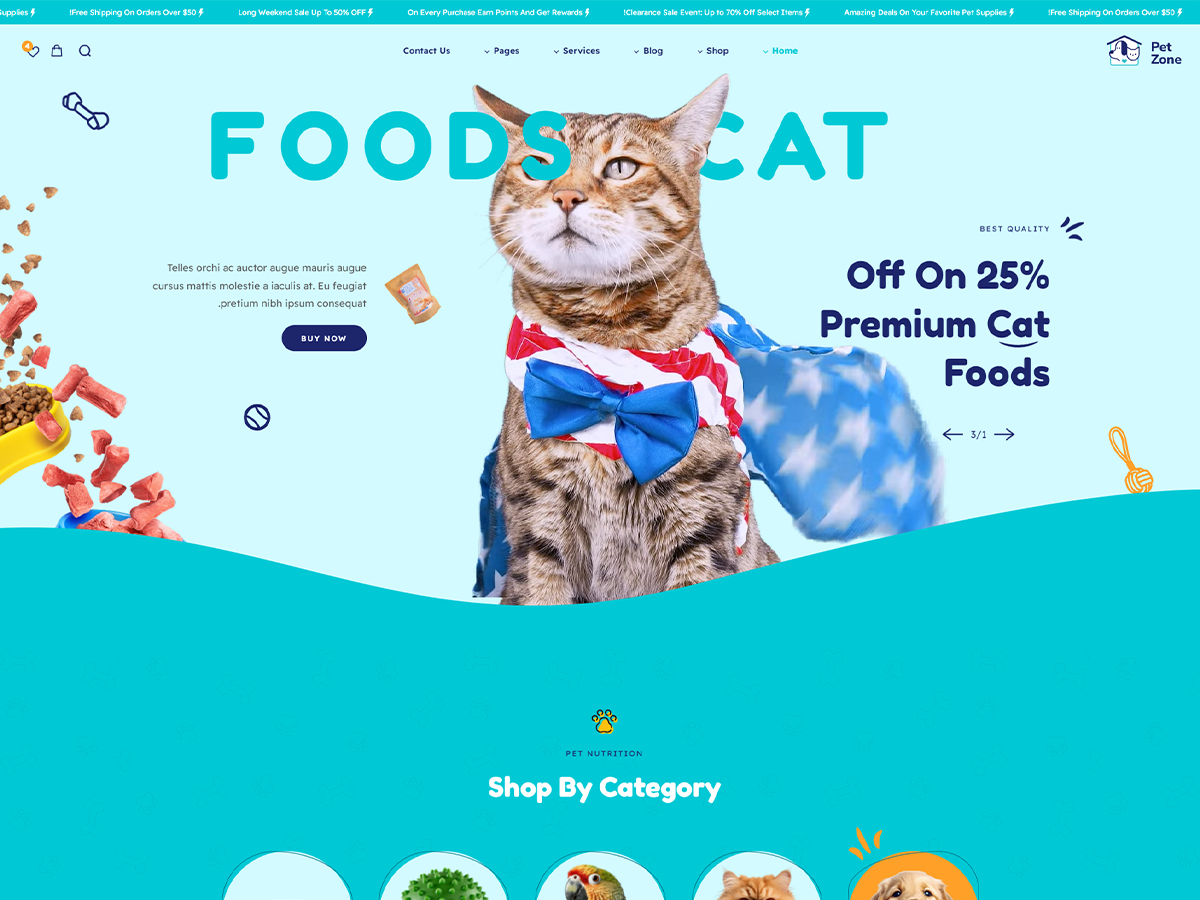 Supplies
!Free Shipping On Orders Over $50
Long Weekend Sale Up To 50% OFF
On Every Purchase Earn Points And Get Rewards
!Clearance Sale Event: Up to 70% Off Select Items
Amazing Deals On Your Favorite Pet Supplies
!Free Shipping On Orders Over $50
4
Contact Us
Pages
Services
Blog
Shop
Home
Pet
Zone
FOODS CAT
BEST QUALITY
Off On 25%
Premium Cat
Foods
3/1
Telles orchi ac auctor augue mauris augue
cursus mattis molestie a iaculis at. Eu feugiat
.pretium nibh ipsum consequat
BUY NOW
PET NUTRITION
Shop By Category